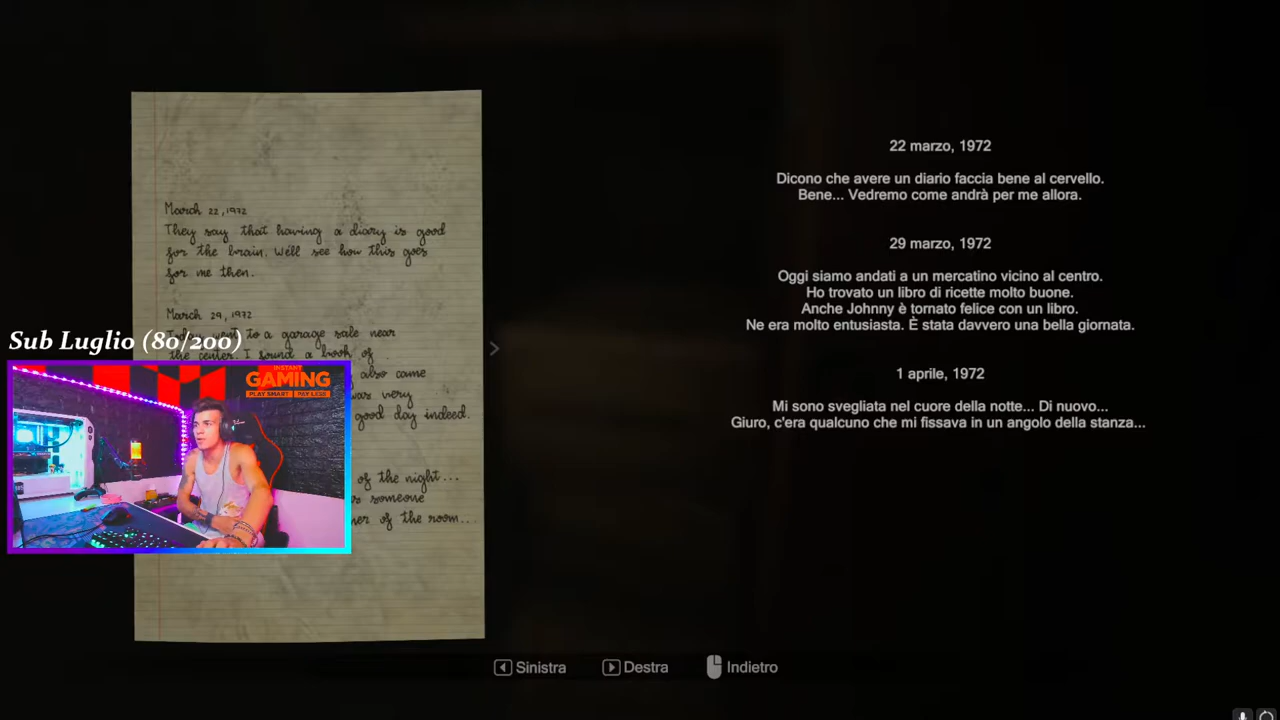 March 22, 1972
They say that having a diary is good
for the brain. We'll see how this goes
for me then.
March 29, 1972
went to a garage sale near
the center. I found a book of
also came
was very
good day indeed.
of the night...
someone
of the room...
Sub Luglio (80/200)
INSTANT
GAMING
PLAY SMART | PAY LESS
22 marzo, 1972
Dicono che avere un diario faccia bene al cervello.
Bene... Vedremo come andrà per me allora.
29 marzo, 1972
Oggi siamo andati a un mercatino vicino al centro.
Ho trovato un libro di ricette molto buone.
Anche Johnny è tornato felice con un libro.
Ne era molto entusiasta. È stata davvero una bella giornata.
1 aprile, 1972
Mi sono svegliata nel cuore della notte... Di nuovo...
Giuro, c'era qualcuno che mi fissava in un angolo della stanza...
Sinistra
Destra
Indietro